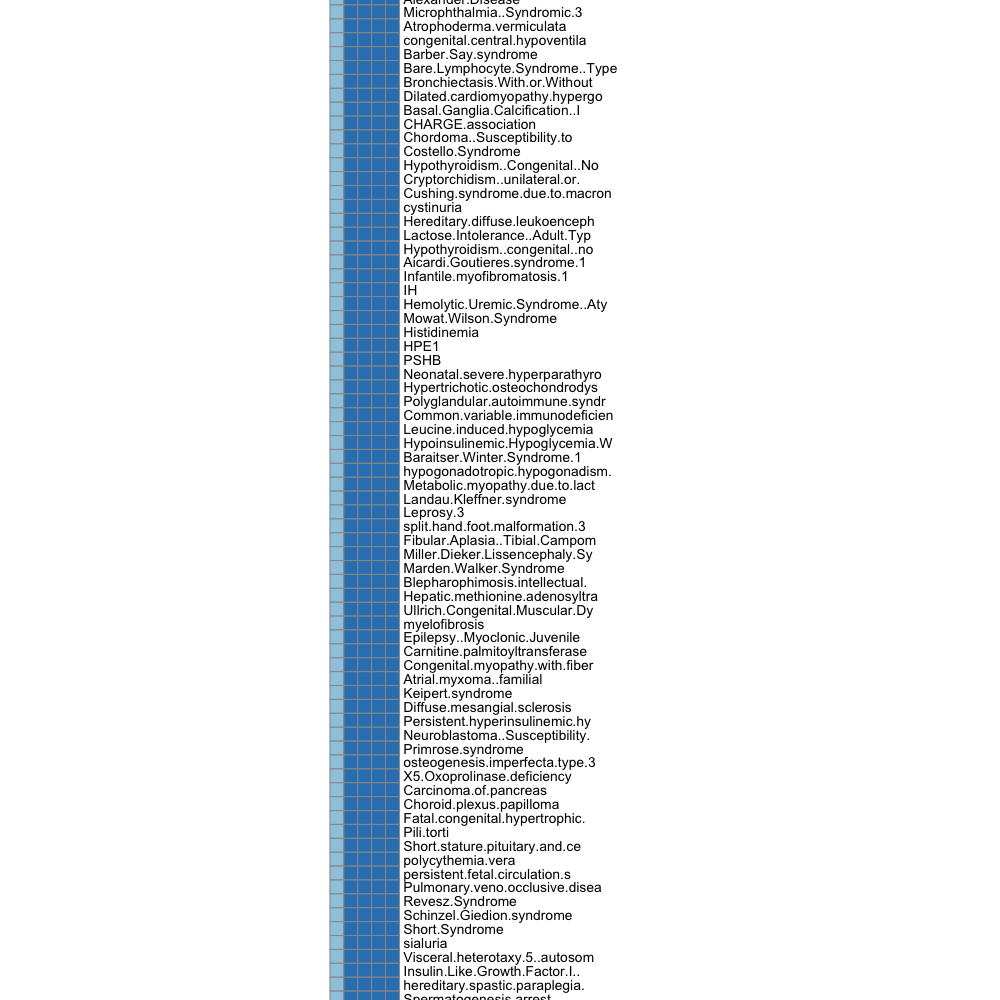 Alexander.Disease
Microphthalmia..Syndromic.3
Atrophoderma.vermiculata
congenital.central.hypoventila
Barber.Say.syndrome
Bare.Lymphocyte.Syndrome..Type
Bronchiectasis.With.or.Without
Dilated.cardiomyopathy.hypergo
Basal.Ganglia.Calcification..I
CHARGE.association
Chordoma..Susceptibility.to
Costello.Syndrome
Hypothyroidism..Congenital..No
Cryptorchidism..unilateral.or.
Cushing.syndrome.due.to.macron
cystinuria
Hereditary.diffuse.leukoenceph
Lactose.Intolerance..Adult.Typ
Hypothyroidism..congenital..no
Aicardi.Goutieres.syndrome.1
Infantile.myofibromatosis.1
IH
Hemolytic.Uremic.Syndrome..Aty
Mowat.Wilson.Syndrome
Histidinemia
HPE1
PSHB
Neonatal.severe.hyperparathyro
Hypertrichotic.osteochondrodys
Polyglandular.autoimmune.syndr
Common.variable.immunodeficien
Leucine.induced.hypoglycemia
Hypoinsulinemic.Hypoglycemia.W
Baraitser.Winter.Syndrome.1
hypogonadotropic.hypogonadism.
Metabolic.myopathy.due.to.lact
Landau.Kleffner.syndrome
Leprosy.3
split.hand.foot.malformation.3
Fibular.Aplasia..Tibial.Campom
Miller.Dieker.Lissencephaly.Sy
Marden.Walker.Syndrome
Blepharophimosis.intellectual.
Hepatic.methionine.adenosyltra
Ullrich.Congenital.Muscular.Dy
myelofibrosis
Epilepsy..Myoclonic.Juvenile
Carnitine.palmitoyltransferase
Congenital.myopathy.with.fiber
Atrial.myxoma..familial
Keipert.syndrome
Diffuse.mesangial.sclerosis
Persistent.hyperinsulinemic.hy
Neuroblastoma..Susceptibility.
Primrose.syndrome
osteogenesis.imperfecta.type.3
X5.Oxoprolinase.deficiency
Carcinoma.of.pancreas
Choroid.plexus.papilloma
Fatal.congenital.hypertrophic.
Pili.torti
Short.stature.pituitary.and.ce
polycythemia.vera
persistent.fetal.circulation.s
Pulmonary.veno.occlusive.disea
Revesz.Syndrome
Schinzel.Giedion.syndrome
Short.Syndrome
sialuria
Visceral.heterotaxy.5..autosom
Insulin.Like.Growth.Factor.I..
hereditary.spastic.paraplegia.
Spermatogenesis.arrest